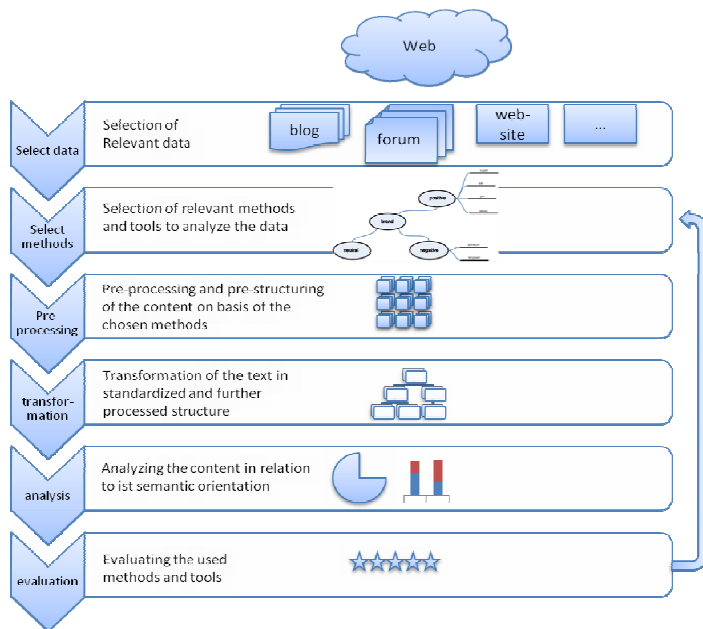 Web
Select data
Selection of
Relevant data
blog
forum
web-
site
...
Select
methods
Selection of relevant methods
and tools to analyze the data
positive
brand
neutral
negative
Pre
processing
Pre-processing and pre-structuring
of the content on basis of the
chosen methods
transfor-
mation
Transformation of the text in
standardized and further
processed structure
analysis
Analyzing the content in relation
to ist semantic orientation
evaluation
Evaluating the used
methods and tools